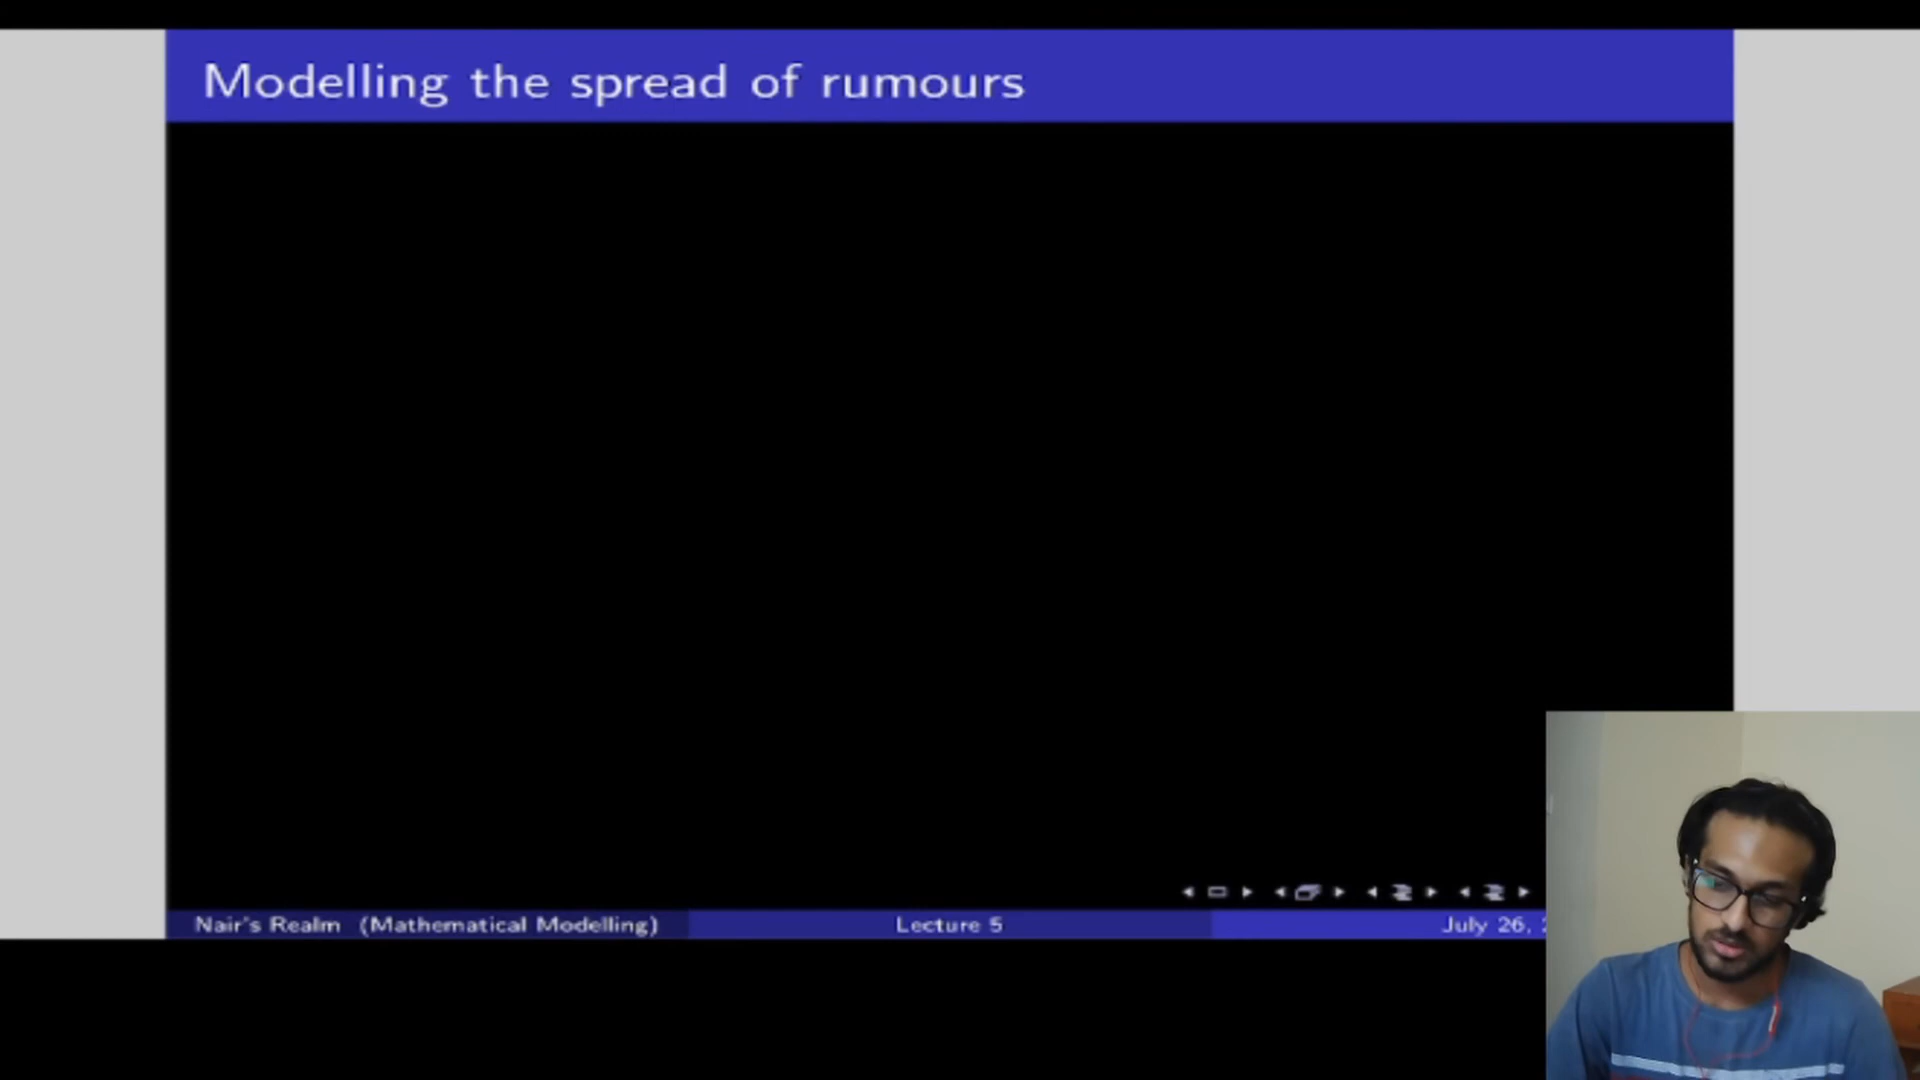 Modelling the spread of rumours
Nair's Realm (Mathematical Modelling)
Lecture 5
July 26,